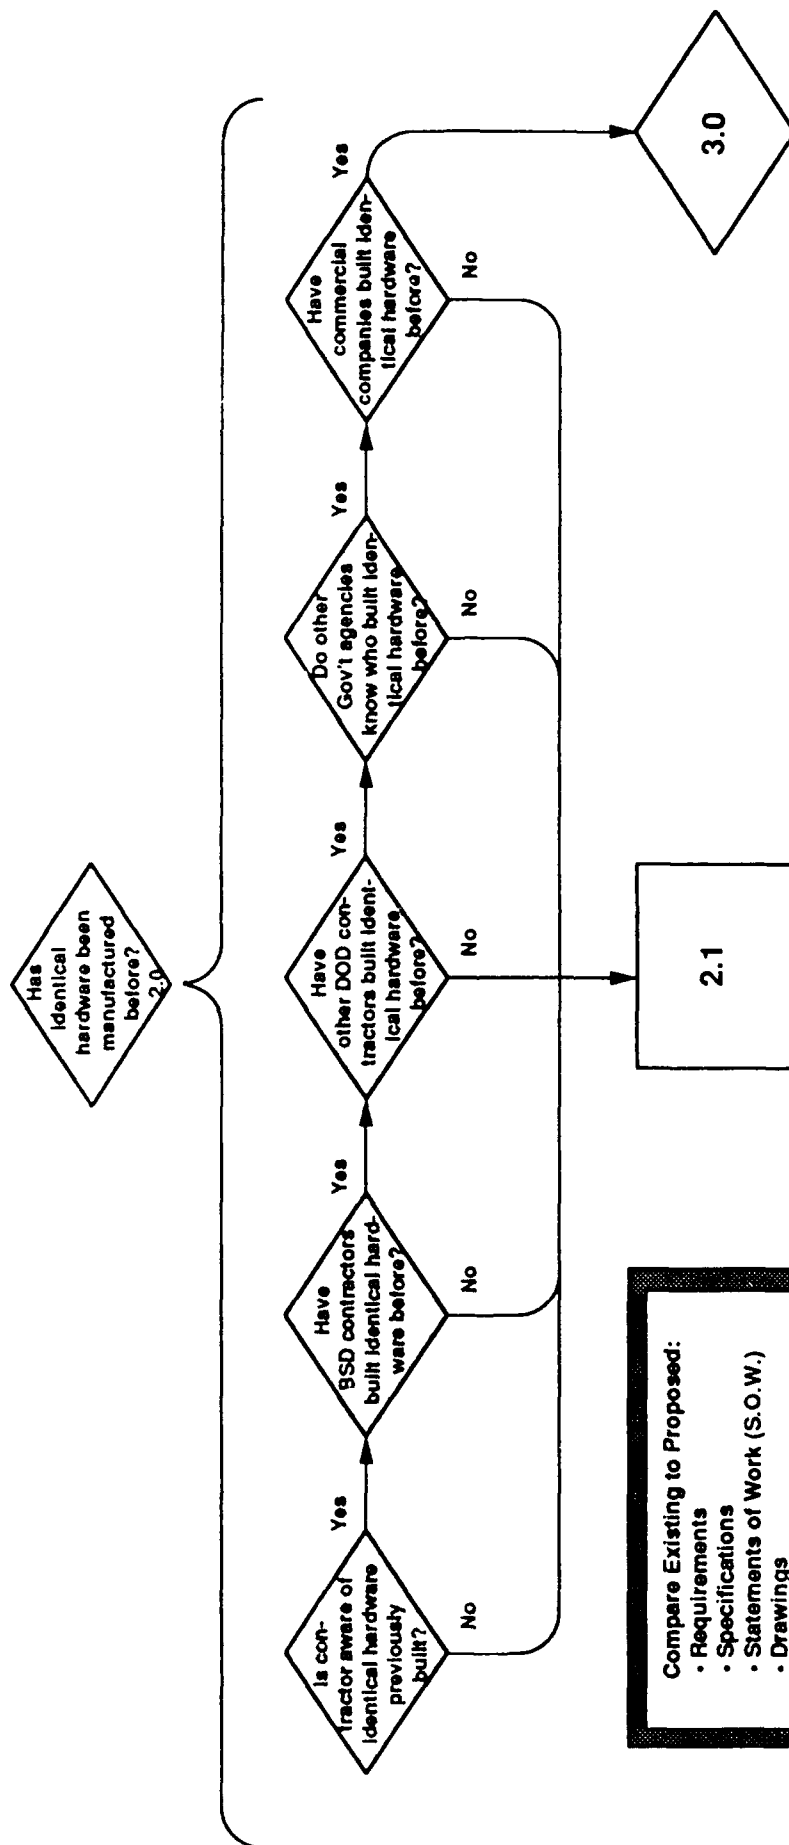 Has
identical
hardware been
manufactured
before?
2.0
Is con-
tractor aware of
identical hardware
previously
built?
Yes
No
Have
BSD contractors
built identical hard-
ware before?
Yes
No
Have
other DOD con-
tractors built ident-
ical hardware
before?
Yes
No
Do other
Gov't agencies
know who built iden-
tical hardware
before?
Yes
No
Have
commercial
companies built iden-
tical hardware
before?
Yes
No
Compare Existing to Proposed:
• Requirements
• Specifications
• Statements of Work (S.O.W.)
• Drawings
2.1
3.0